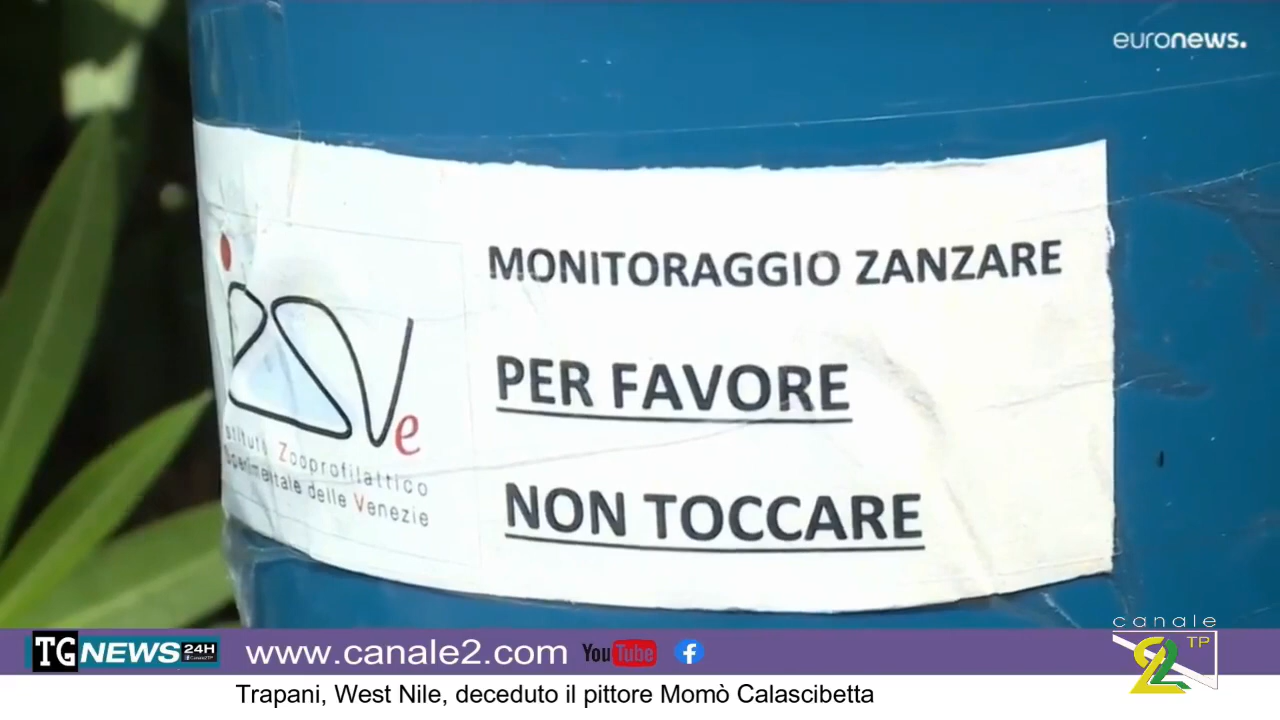 euronews.
MONITORAGGIO ZANZARE
PER FAVORE
NON TOCCARE
IZSVe
Istituto Zooprofilattico
Sperimentale delle Venezie
TG NEWS 24H
www.canale2.com
YouTube
canale
2 TP
Trapani, West Nile, deceduto il pittore Momò Calascibetta